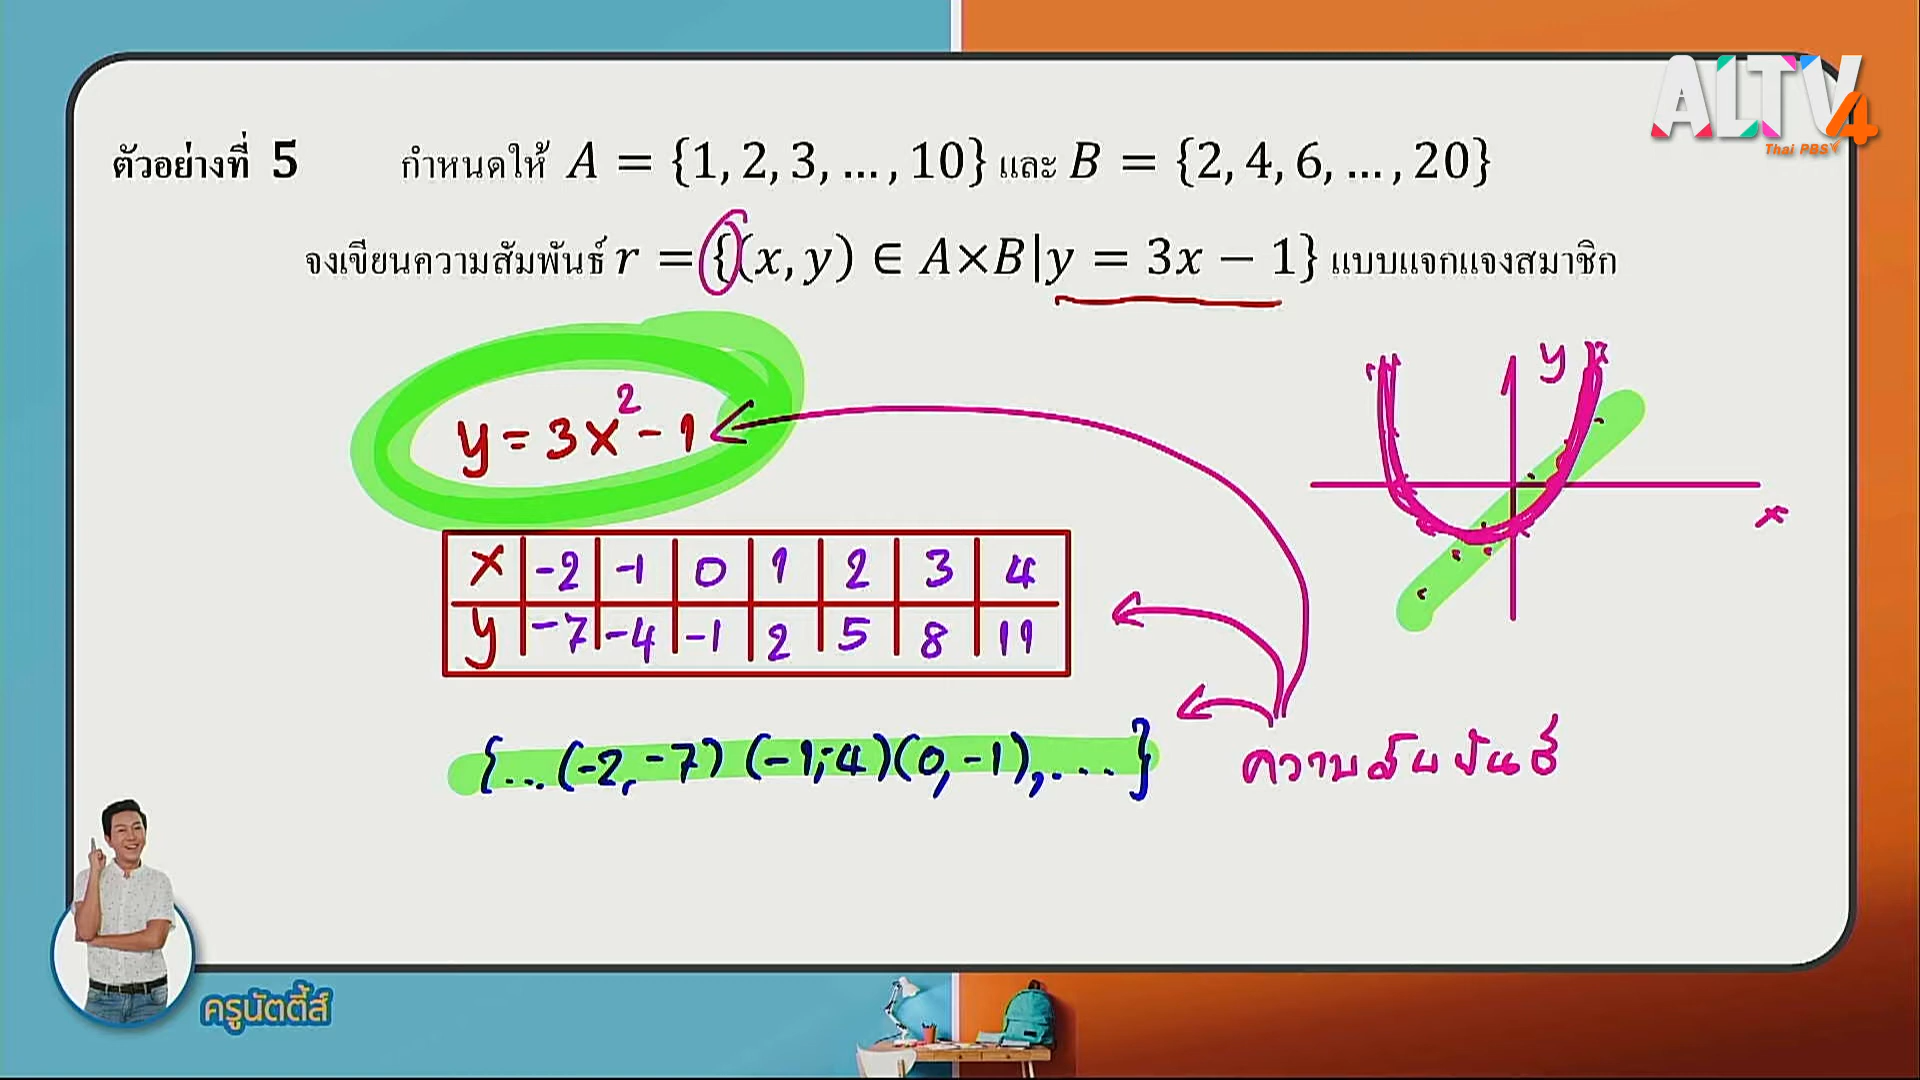 ALTV4
Thai PBS
ตัวอย่างที่ 5 กำหนดให้ A = {1, 2, 3, ... , 10} และ B = {2, 4, 6, ... , 20}
จงเขียนความสัมพันธ์ r = {(x, y) ∈ A×B|y = 3x − 1} แบบแจกแจงสมาชิก
y = 3x² - 1
y
x
x -2 -1 0 1 2 3 4
y -7 -4 -1 2 5 8 11
{...(-2,-7) (-1,-4)(0,-1),...}
ความสัมพันธ์
ครูนัตตี้ส์